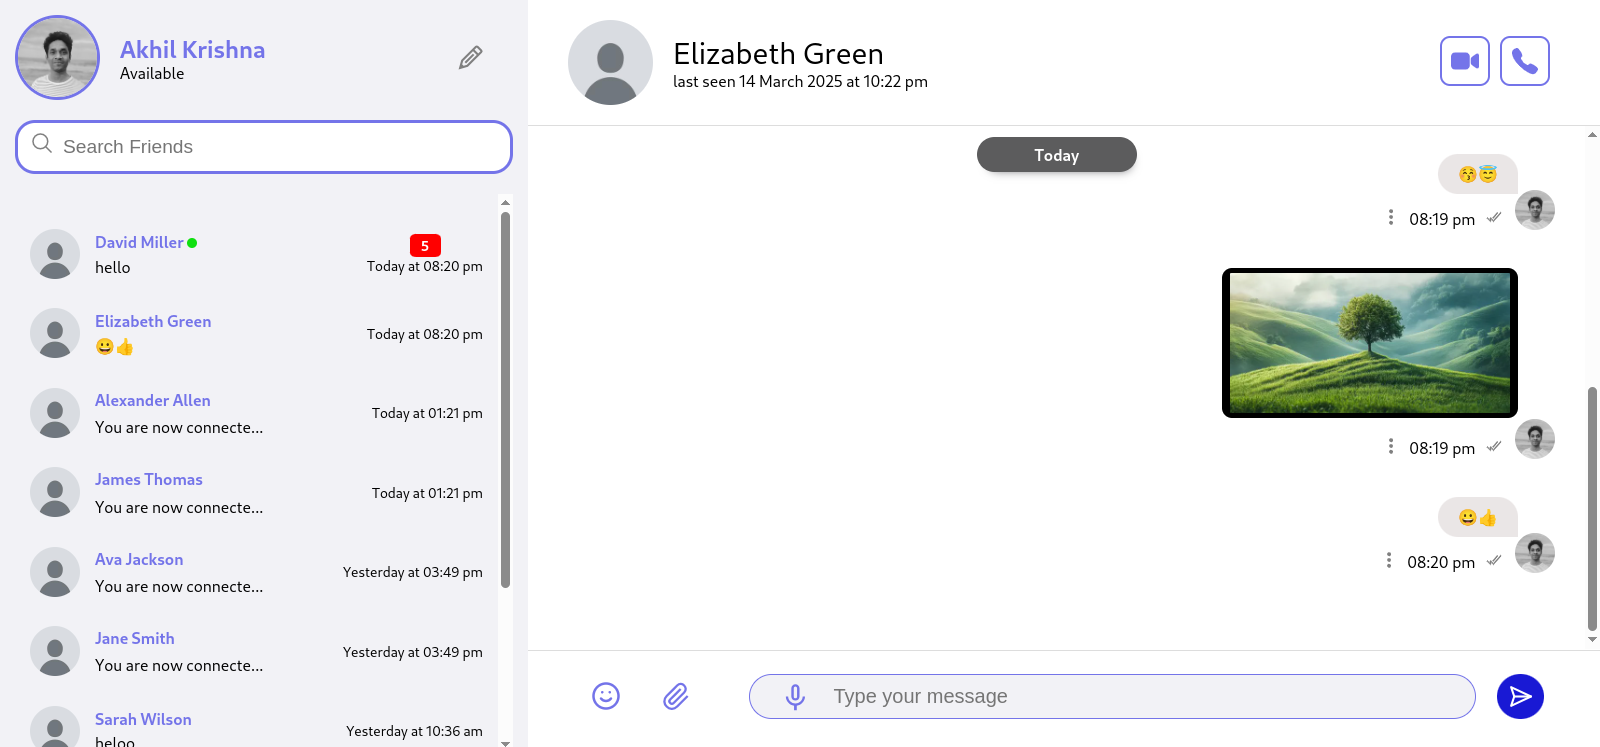 Akhil Krishna
Available
Search Friends
David Miller
5
hello
Today at 08:20 pm
Elizabeth Green
Today at 08:20 pm
😀👍
Alexander Allen
Today at 01:21 pm
You are now connecte...
James Thomas
Today at 01:21 pm
You are now connecte...
Ava Jackson
Yesterday at 03:49 pm
You are now connecte...
Jane Smith
Yesterday at 03:49 pm
You are now connecte...
Sarah Wilson
Yesterday at 10:36 am
heloo
Elizabeth Green
last seen 14 March 2025 at 10:22 pm
Today
😚😇
08:19 pm
08:19 pm
😀👍
08:20 pm
Type your message